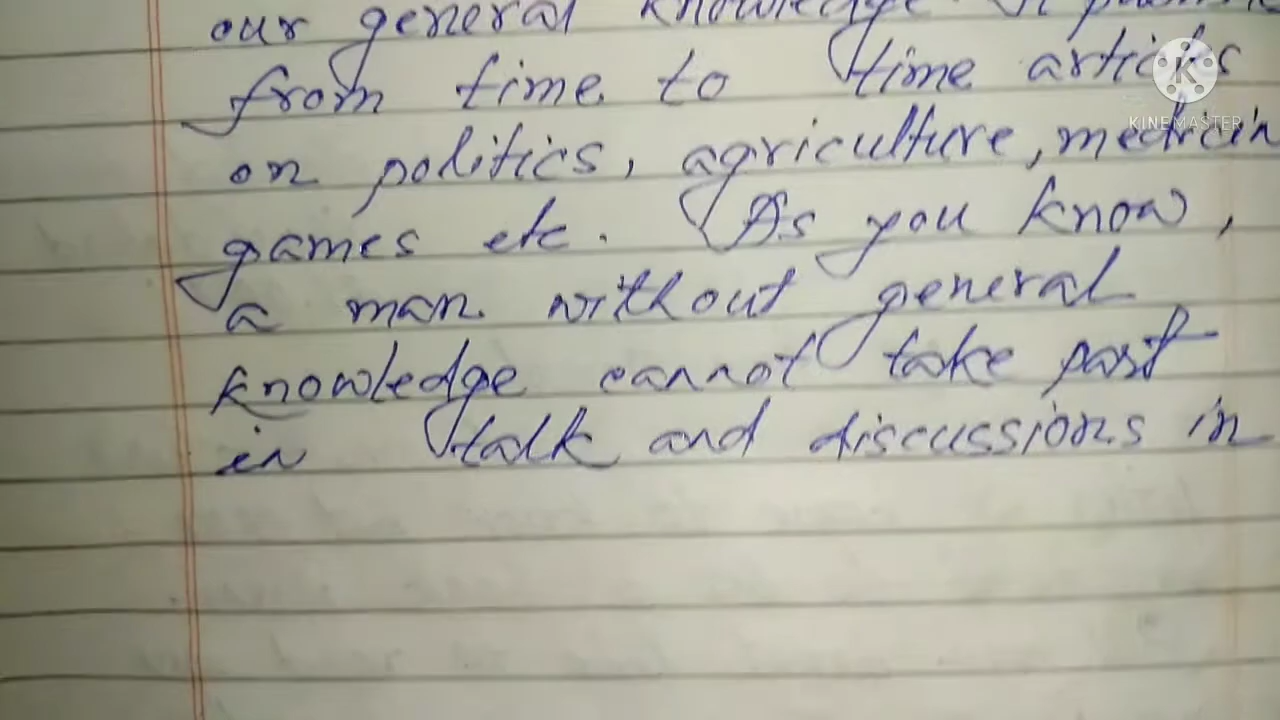 our general knowledge. It
from time to time articles
on politics, agriculture, medicin
games etc. As you know,
a man without general
knowledge cannot take part
in talk and discussions in
K
KINEMASTER